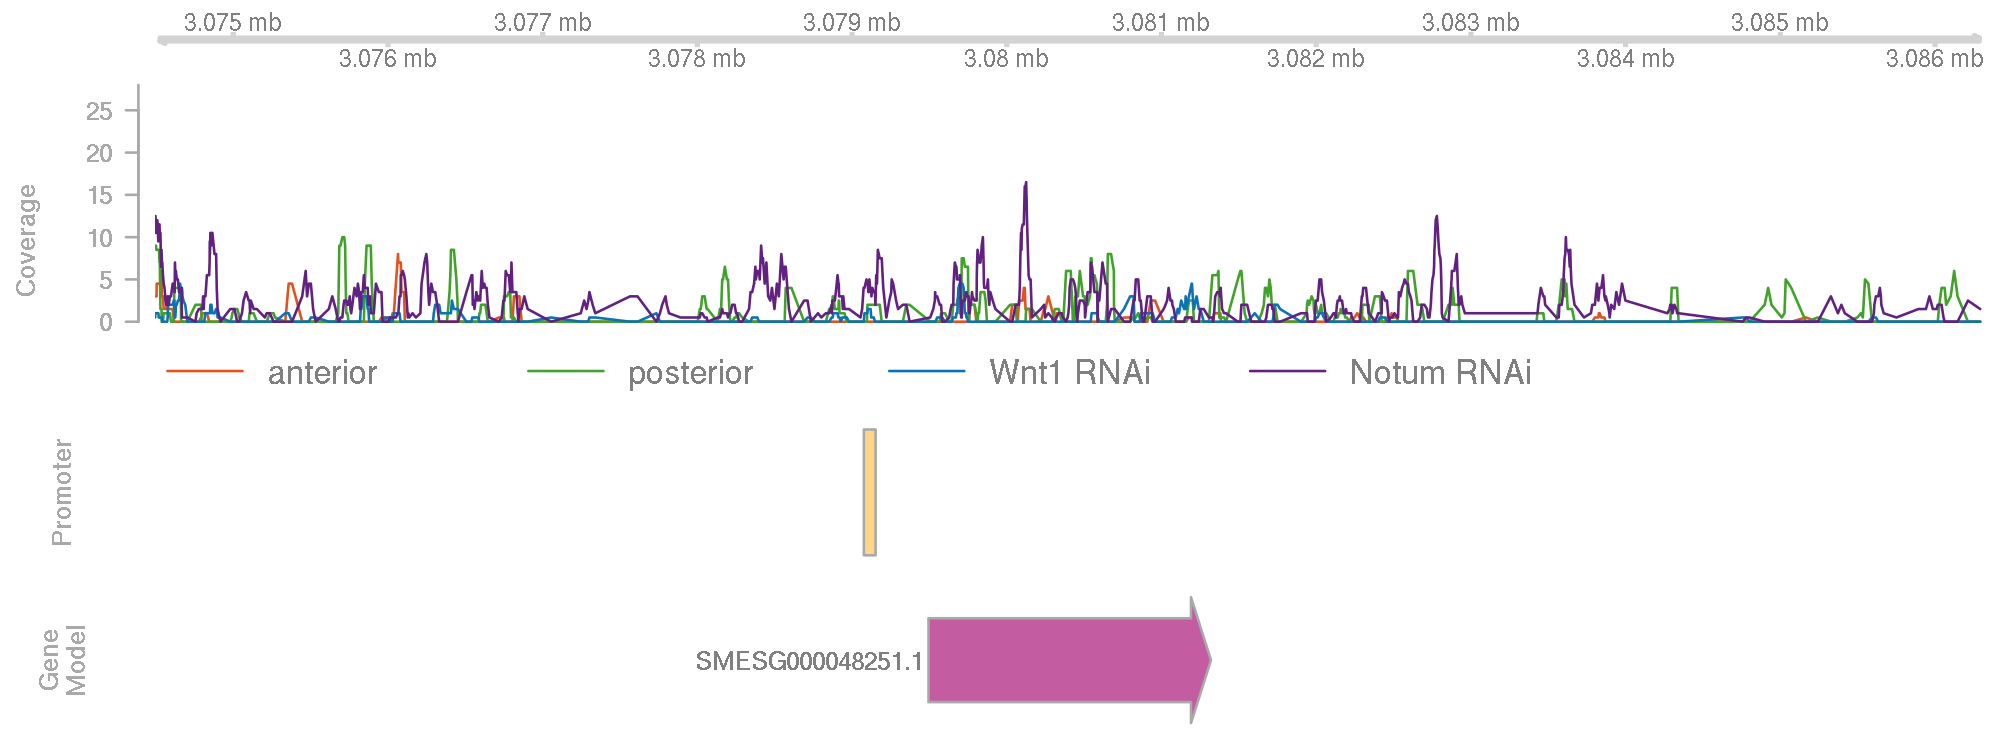 3.075 mb 3.077 mb 3.079 mb 3.081 mb 3.083 mb 3.085 mb
3.076 mb 3.078 mb 3.08 mb 3.082 mb 3.084 mb 3.086 mb
Coverage
25
20
15
10
5
0
anterior posterior Wnt1 RNAi Notum RNAi
Promoter
Gene
Model
SMESG000048251.1